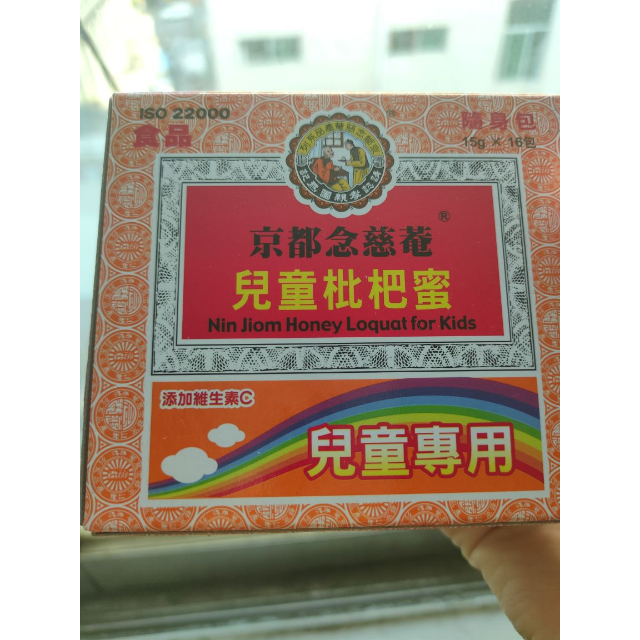 ISO 22000
食品
隨身包
15g × 16包
京都念慈菴®
兒童枇杷蜜
Nin Jiom Honey Loquat for Kids
添加維生素C
兒童專用